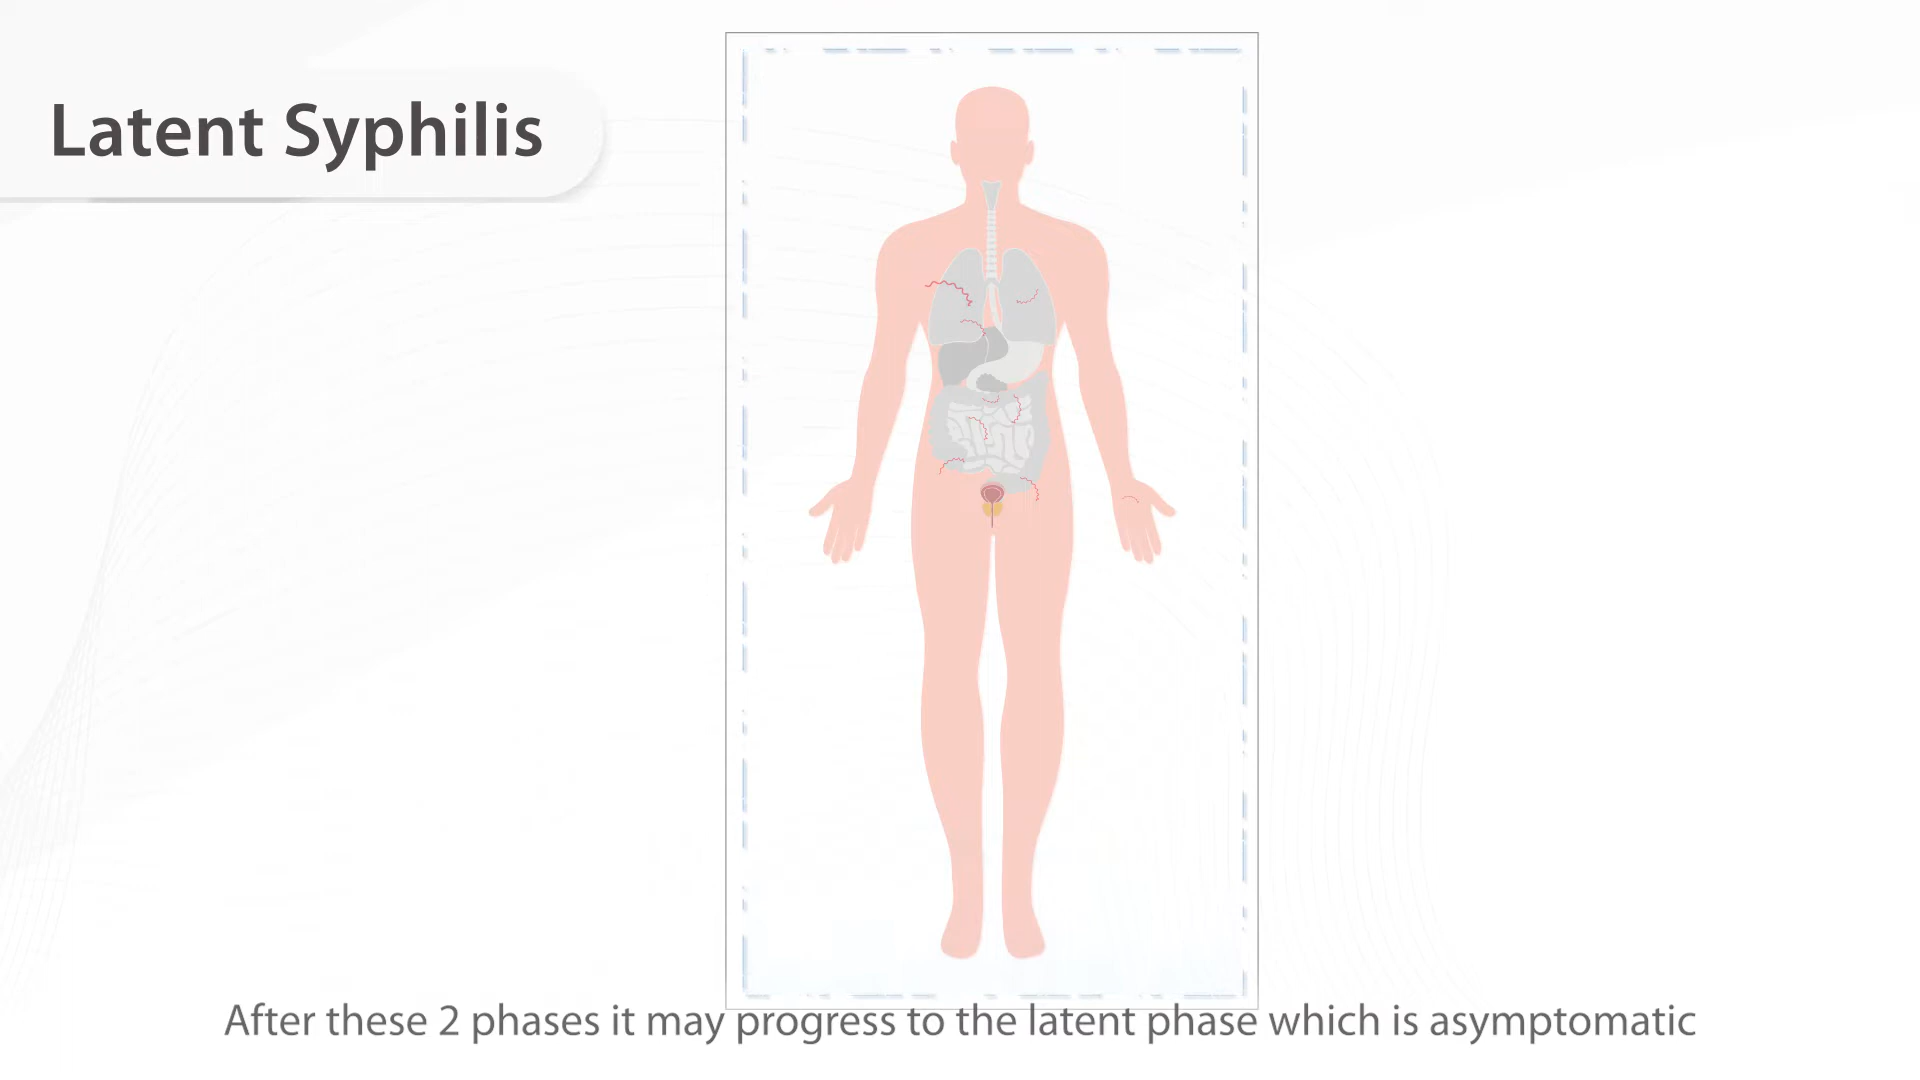 Latent Syphilis
After these 2 phases it may progress to the latent phase which is asymptomatic